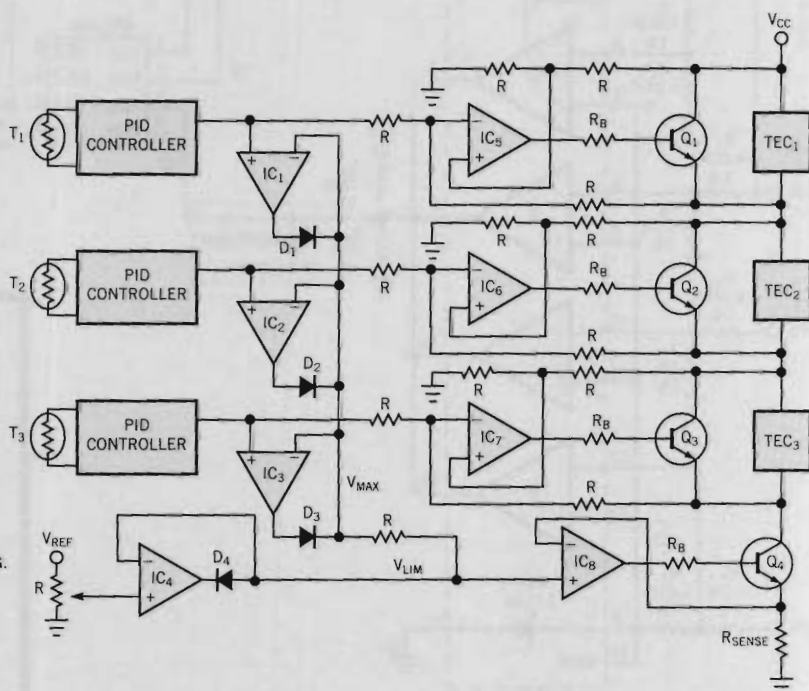 VCC
R R
T1 PID CONTROLLER R − + IC5 RB Q1 TEC1
+ − IC1
D1 R
R R
T2 PID CONTROLLER R − + IC6 RB Q2 TEC2
+ − IC2
D2 R
R R
T3 PID CONTROLLER R − + IC7 RB Q3 TEC3
+ − IC3
VMAX R
D3 R
VREF
G.
R − + IC4 D4 VLIM − + IC8 RB Q4
RSENSE